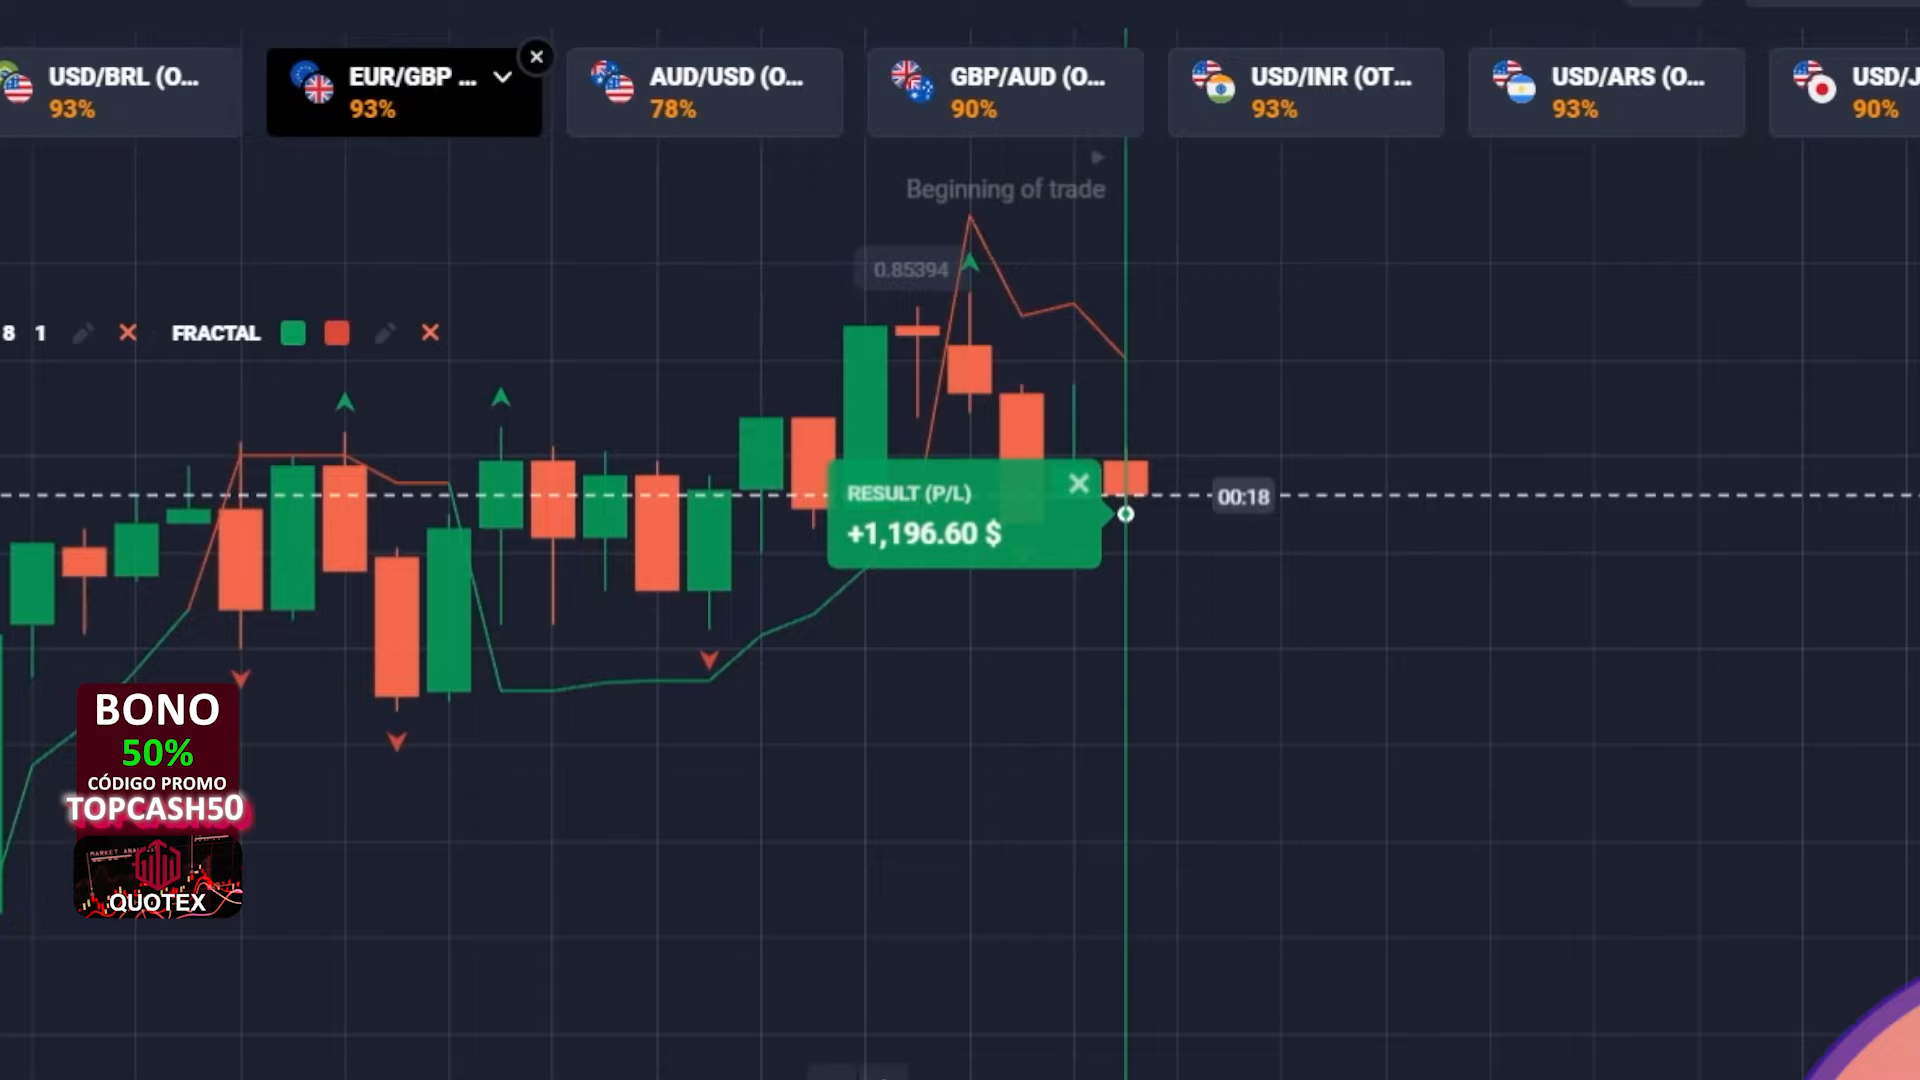 USD/BRL (O...
93%
EUR/GBP ...
93%
AUD/USD (O...
78%
GBP/AUD (O...
90%
USD/INR (OT...
93%
USD/ARS (O...
93%
USD/J
90%
Beginning of trade
0.85394
8 1 FRACTAL
RESULT (P/L)
+1,196.60 $
00:18
BONO
50%
CÓDIGO PROMO
TOPCASH50
QUOTEX